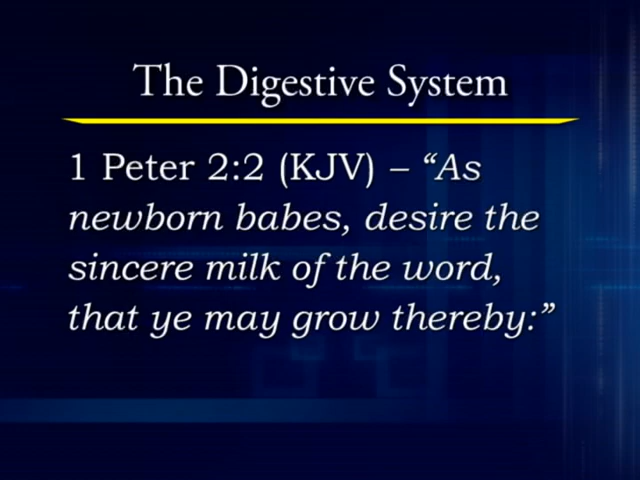 The Digestive System
1 Peter 2:2 (KJV) – “As
newborn babes, desire the
sincere milk of the word,
that ye may grow thereby:”